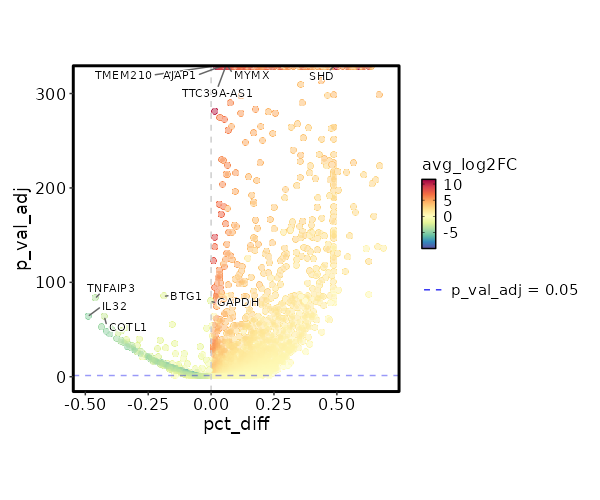 TMEM210 AJAP1 MYMX SHD
TTC39A-AS1
300
200
100
0
TNFAIP3
IL32
COTL1
BTG1
GAPDH
p_val_adj
-0.50 -0.25 0.00 0.25 0.50
pct_diff
avg_log2FC
10
5
0
-5
p_val_adj = 0.05